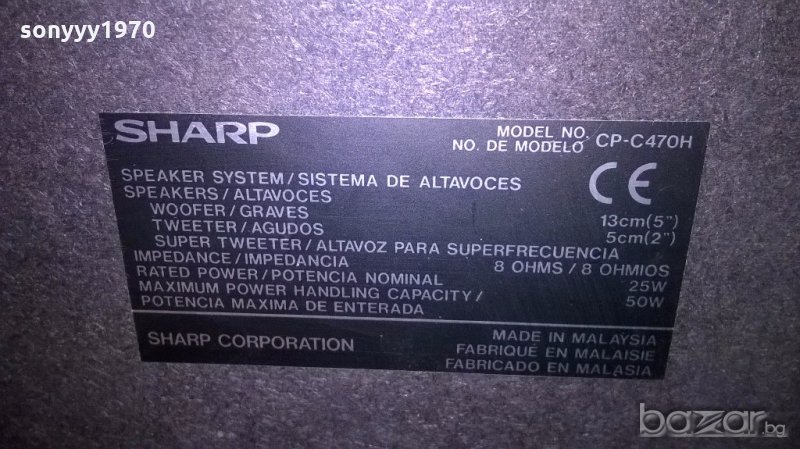 sonyyy1970
SHARP
MODEL NO. CP-C470H
NO. DE MODELO
SPEAKER SYSTEM/SISTEMA DE ALTAVOCES
CE
SPEAKERS/ALTAVOCES
WOOFER/GRAVES 13cm(5")
TWEETER/AGUDOS 5cm(2")
SUPER TWEETER/ALTAVOZ PARA SUPERFRECUENCIA
IMPEDANCE/IMPEDANCIA 8 OHMS/8 OHMIOS
RATED POWER/POTENCIA NOMINAL 25W
MAXIMUM POWER HANDLING CAPACITY/ 50W
POTENCIA MAXIMA DE ENTERADA
SHARP CORPORATION
MADE IN MALAYSIA
FABRIQUÉ EN MALAISIE
FABRICADO EN MALASIA
bazar.bg